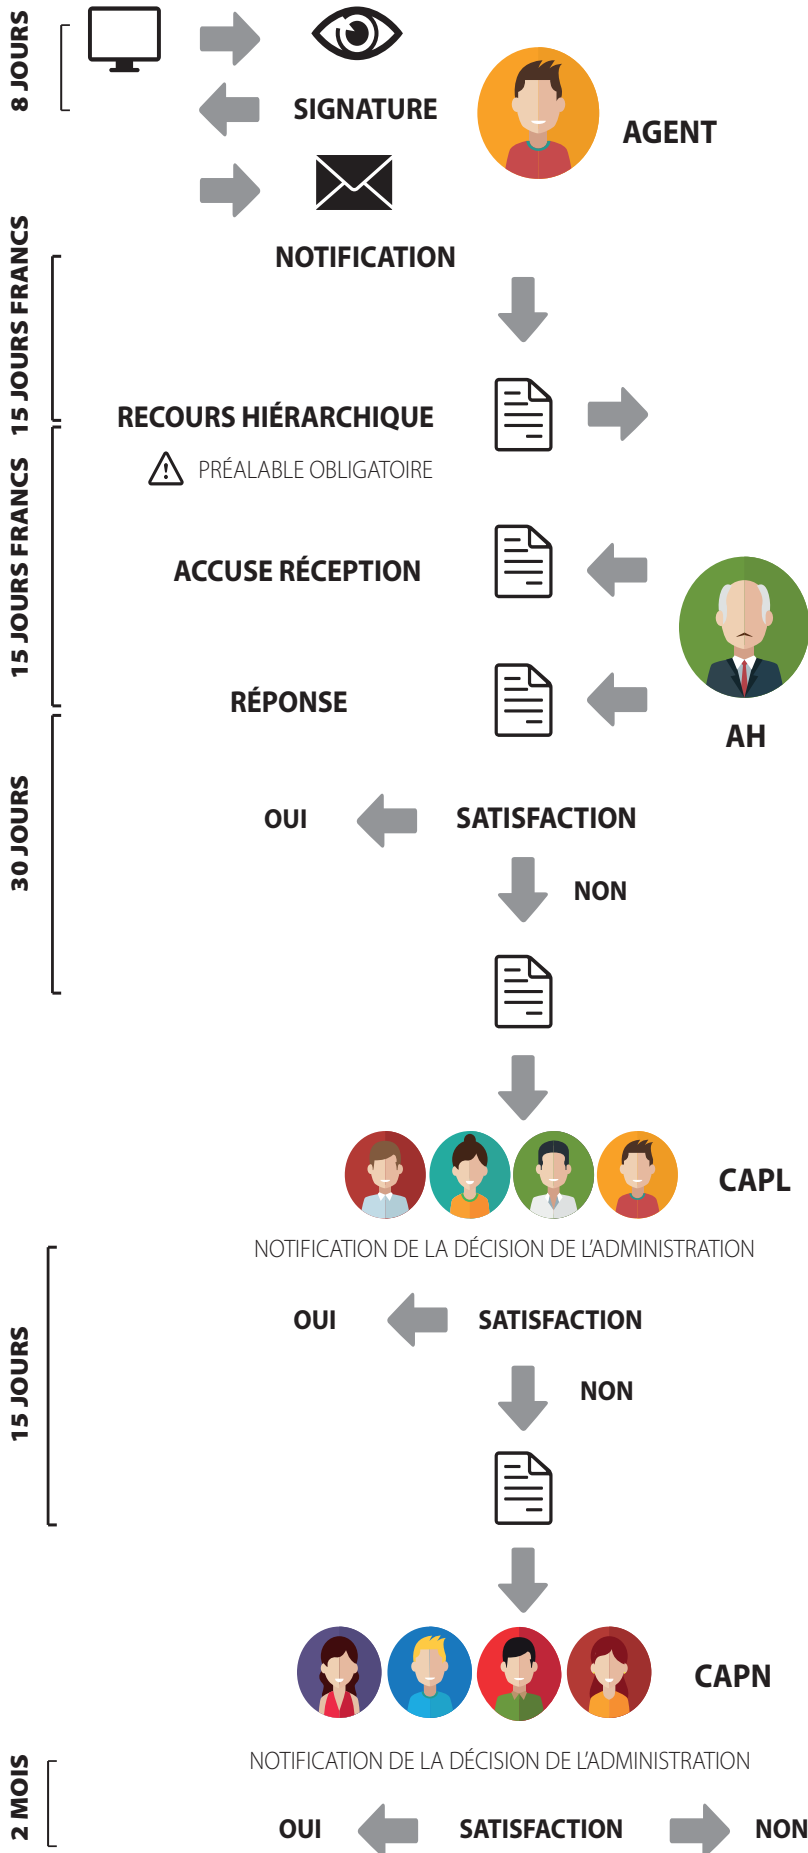 8 JOURS
SIGNATURE
AGENT
NOTIFICATION
15 JOURS FRANCS
RECOURS HIÉRARCHIQUE
PRÉALABLE OBLIGATOIRE
15 JOURS FRANCS
ACCUSE RÉCEPTION
RÉPONSE
AH
30 JOURS
OUI
SATISFACTION
NON
CAPL
NOTIFICATION DE LA DÉCISION DE L'ADMINISTRATION
15 JOURS
OUI
SATISFACTION
NON
CAPN
NOTIFICATION DE LA DÉCISION DE L'ADMINISTRATION
2 MOIS
OUI
SATISFACTION
NON